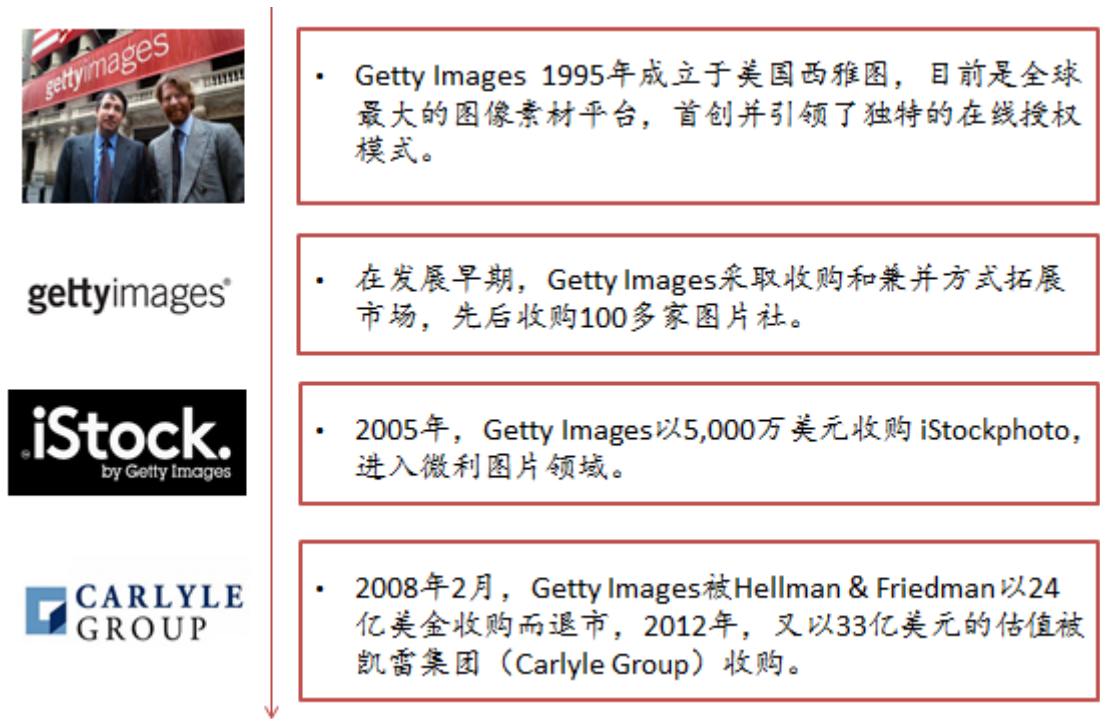 gettyimages
Getty Images 1995年成立于美国西雅图，目前是全球
最大的图像素材平台，首创并引领了独特的在线授权
模式。
gettyimages®
在发展早期，Getty Images采取收购和兼并方式拓展
市场，先后收购100多家图片社。
iStock.
by Getty Images
2005年，Getty Images以5,000万美元收购 iStockphoto，
进入微利图片领域。
CARLYLE
GROUP
2008年2月，Getty Images被Hellman & Friedman以24
亿美金收购而退市，2012年，又以33亿美元的估值被
凯雷集团（Carlyle Group）收购。